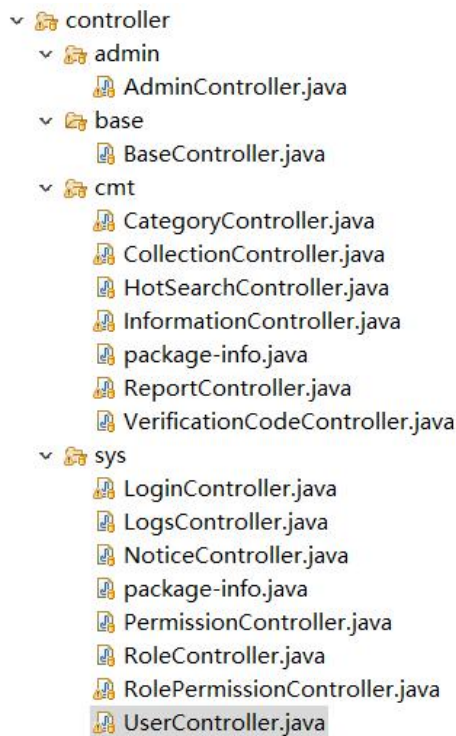 controller
admin
AdminController.java
base
BaseController.java
cmt
CategoryController.java
CollectionController.java
HotSearchController.java
InformationController.java
package-info.java
ReportController.java
VerificationCodeController.java
sys
LoginController.java
LogsController.java
NoticeController.java
package-info.java
PermissionController.java
RoleController.java
RolePermissionController.java
UserController.java